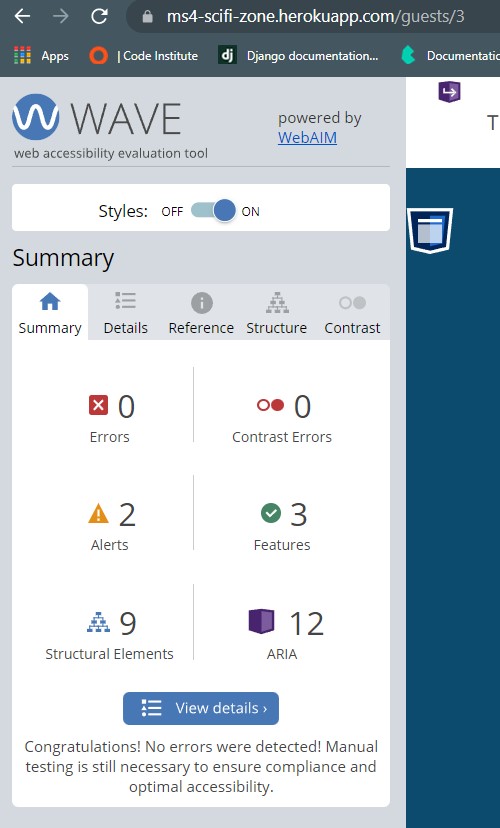 ms4-scifi-zone.herokuapp.com/guests/3
Apps | Code Institute dj Django documentation... Documentatio
WAVE powered by
WebAIM
web accessibility evaluation tool
T
Styles: OFF ON
Summary
Summary Details Reference Structure Contrast
0 0
Errors Contrast Errors
2 3
Alerts Features
9 12
Structural Elements ARIA
View details ›
Congratulations! No errors were detected! Manual
testing is still necessary to ensure compliance and
optimal accessibility.